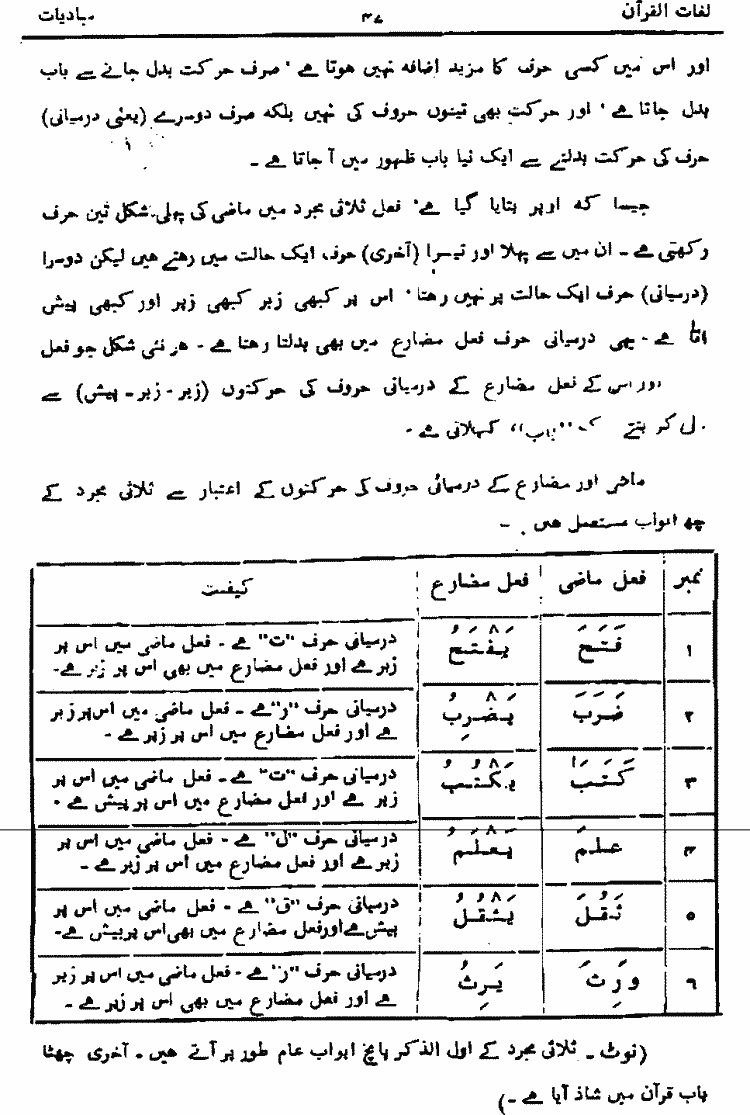 لغات القرآن ۳۷ مبادیات
اور اس میں کسی حرف کا مزید اضافہ نہیں ہوتا ہے ' صرف حرکت بدل جانے سے باب
بدل جاتا ہے ' اور حرکت بھی تینوں حروف کی نہیں بلکہ صرف دوسرے (یعنی درمیانی)
حرف کی حرکت بدلنے سے ایک نیا باب ظہور میں آ جاتا ہے ۔
جیسا کہ اوپر بتایا گیا ہے' فعل ثلاثی مجرد میں ماضی کی پہلی شکل تین حرف
رکھتی ہے ۔ ان میں سے پہلا اور تیسرا (آخری) حرف ایک حالت میں رہتے ہیں لیکن دوسرا
(درمیانی) حرف ایک حالت پر نہیں رہتا ' اس پر کبھی زبر کبھی زیر اور کبھی پیش
آتا ہے ۔ یہی درمیانی حرف فعل مضارع میں بھی بدلتا رہتا ہے ۔ ہر نئی شکل جو فعل
اور اس کے فعل مضارع کے درمیانی حروف کی حرکتوں (زیر ۔ زبر ۔ پیش) سے
کر بنتے ''باب'' کہلاتی ہے ۔
ماضی اور مضارع کے درمیانی حروف کی حرکتوں کے اعتبار سے ثلاثی مجرد کے
چھ ابواب مستعمل ہیں ۔
نمبر فعل ماضی فعل مضارع کیفیت
۱ فَتَحَ يَفْتَحُ درمیانی حرف "ت" ہے ۔ فعل ماضی میں اس پر
زبر ہے اور فعل مضارع میں بھی اس پر زبر ہے۔
۲ ضَرَبَ يَضْرِبُ درمیانی حرف "ر" ہے ۔ فعل ماضی میں اس پر زبر
ہے اور فعل مضارع میں اس پر زیر ہے ۔
۳ كَتَبَ يَكْتُبُ درمیانی حرف "ت" ہے ۔ فعل ماضی میں اس پر
زبر ہے اور فعل مضارع میں اس پر پیش ہے ۔
۴ عَلِمَ يَعْلَمُ درمیانی حرف "ل" ہے ۔ فعل ماضی میں اس پر
زیر ہے اور فعل مضارع میں اس پر زبر ہے ۔
۵ ثَقُلَ يَثْقُلُ درمیانی حرف "ق" ہے ۔ فعل ماضی میں اس پر
پیش ہے اور فعل مضارع میں بھی اس پر پیش ہے۔
۶ وَرِثَ يَرِثُ درمیانی حرف "ر" ہے ۔ فعل ماضی میں اس پر زیر
ہے اور فعل مضارع میں بھی اس پر زیر ہے ۔
(نوٹ ۔ ثلاثی مجرد کے اول الذکر پانچ ابواب عام طور پر آتے ہیں ۔ آخری چھٹا
باب قرآن میں شاذ آیا ہے ۔)